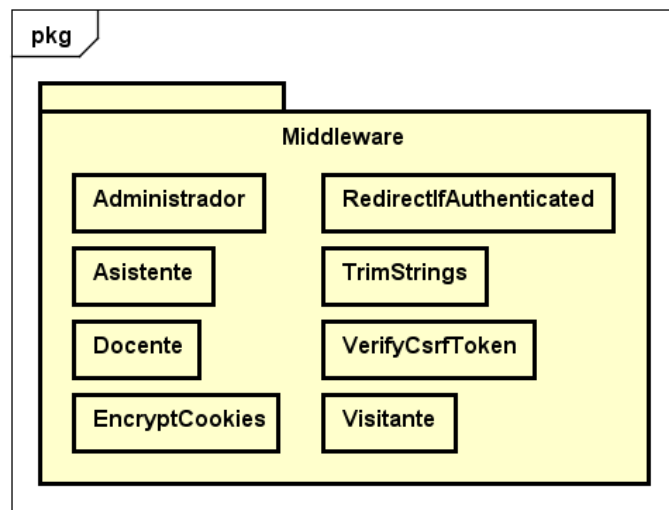 pkg
Middleware
Administrador
RedirectIfAuthenticated
Asistente
TrimStrings
Docente
VerifyCsrfToken
EncryptCookies
Visitante